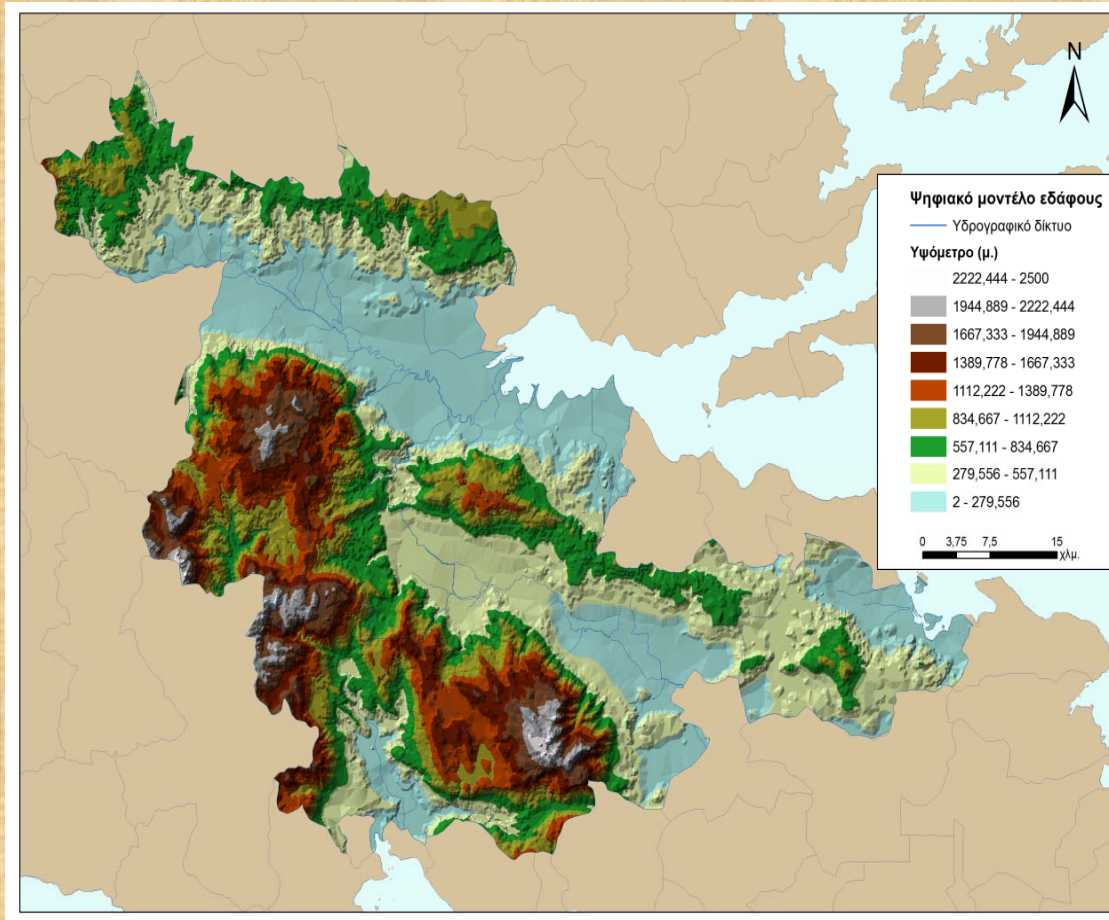 N
Ψηφιακό μοντέλο εδάφους
Υδρογραφικό δίκτυο
Υψόμετρο (μ.)
2222,444 - 2500
1944,889 - 2222,444
1667,333 - 1944,889
1389,778 - 1667,333
1112,222 - 1389,778
834,667 - 1112,222
557,111 - 834,667
279,556 - 557,111
2 - 279,556
0 3,75 7,5 15
χλμ.